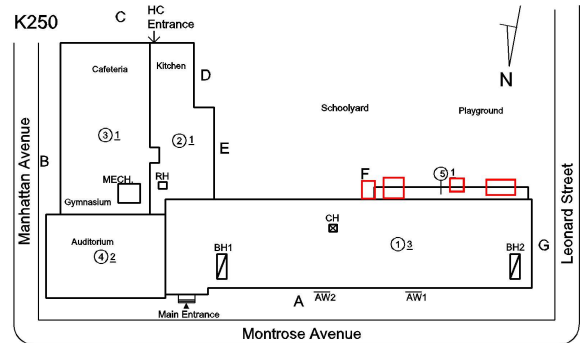 K250
C
HC
Entrance
N
Cafeteria
Kitchen
D
Schoolyard
Playground
Manhattan Avenue
B
③ 1
② 1
E
MECH.
RH
Gymnasium
F
⑤ 1
Leonard Street
Auditorium
④ 2
CH
① 3
BH1
BH2
G
A
AW2
AW1
Main Entrance
Montrose Avenue